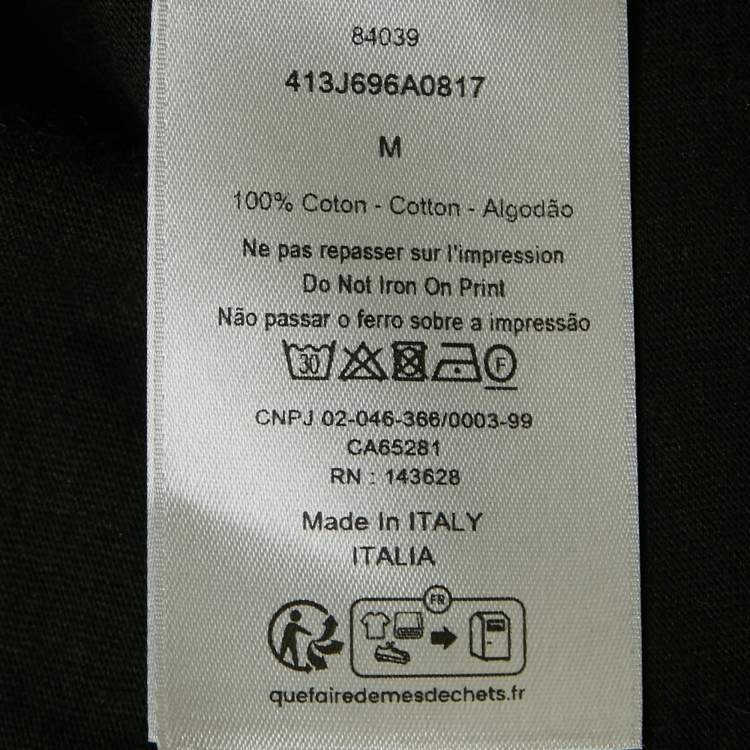 84039
413J696A0817
M
100% Coton - Cotton - Algodão
Ne pas repasser sur l'impression
Do Not Iron On Print
Não passar o ferro sobre a impressão
30 F
CNPJ 02-046-366/0003-99
CA65281
RN : 143628
Made In ITALY
ITALIA
FR
quefairedemesdechets.fr